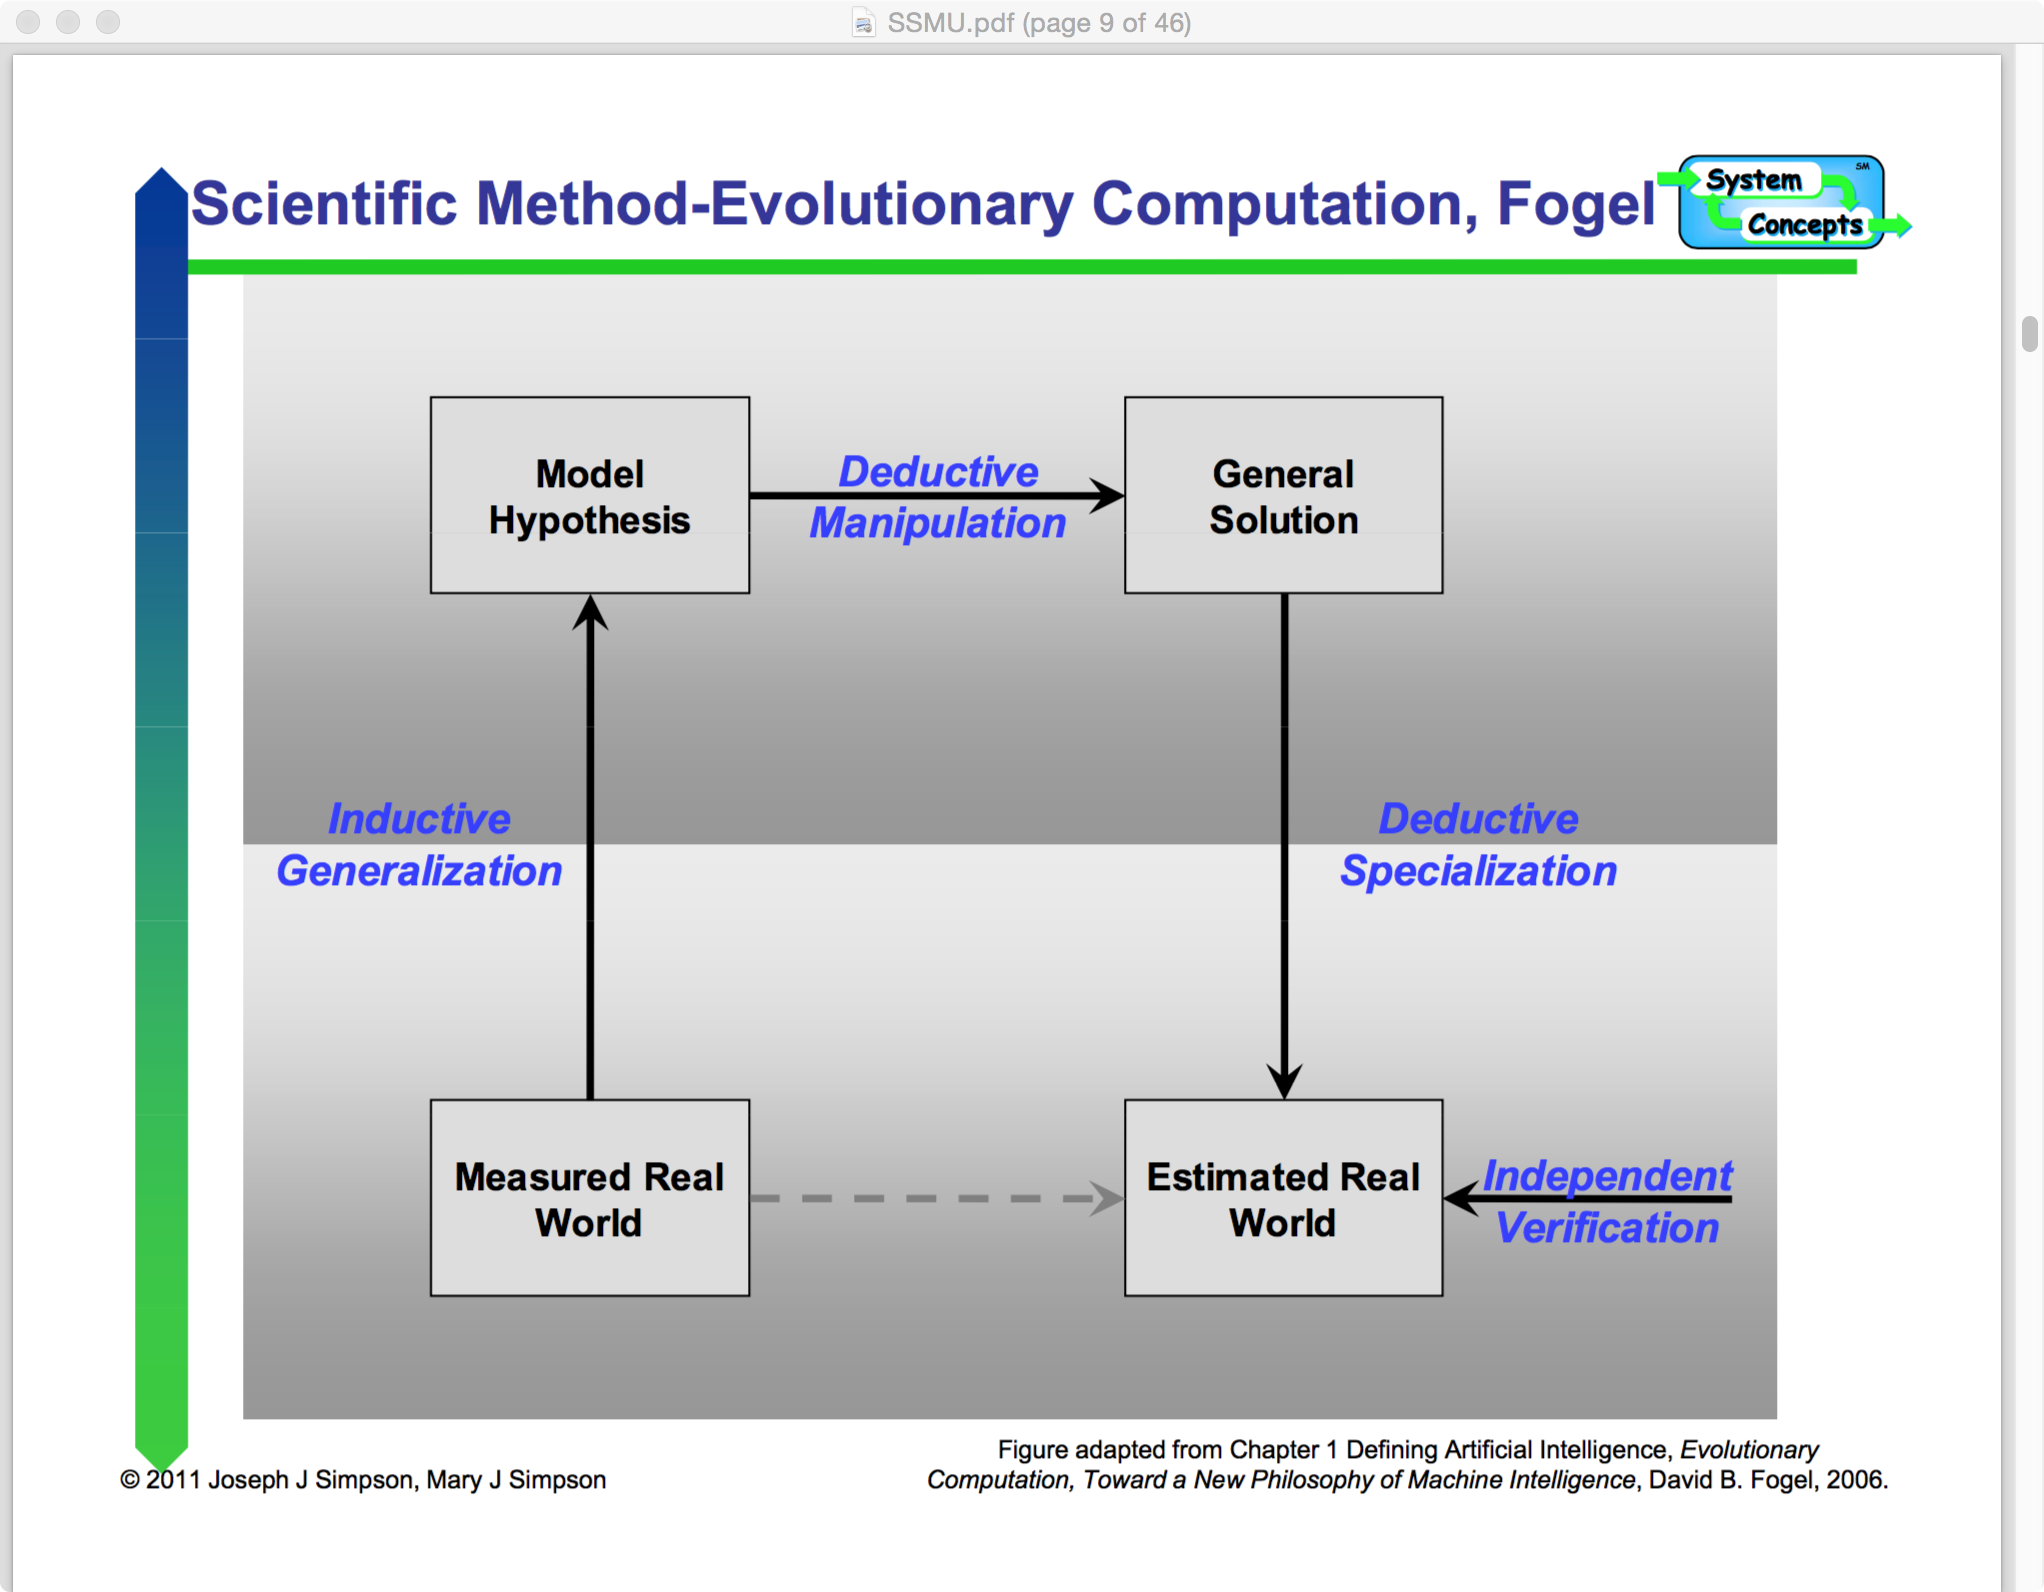 SSMU.pdf (page 9 of 46)
Scientific Method-Evolutionary Computation, Fogel
System
SM
Concepts
Model
Hypothesis
Deductive
Manipulation
General
Solution
Inductive
Generalization
Deductive
Specialization
Measured Real
World
Estimated Real
World
Independent
Verification
Figure adapted from Chapter 1 Defining Artificial Intelligence, Evolutionary
Computation, Toward a New Philosophy of Machine Intelligence, David B. Fogel, 2006.
© 2011 Joseph J Simpson, Mary J Simpson